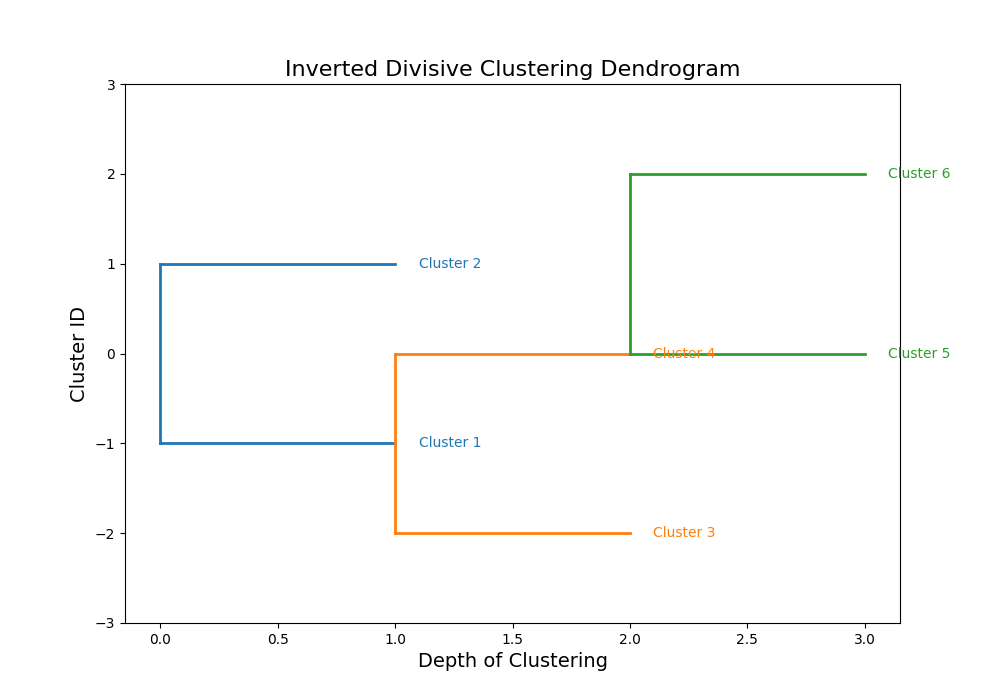 Inverted Divisive Clustering Dendrogram
3
2
1
0
−1
−2
−3
Cluster ID
Cluster 6
Cluster 2
Cluster 4
Cluster 5
Cluster 1
Cluster 3
0.0 0.5 1.0 1.5 2.0 2.5 3.0
Depth of Clustering